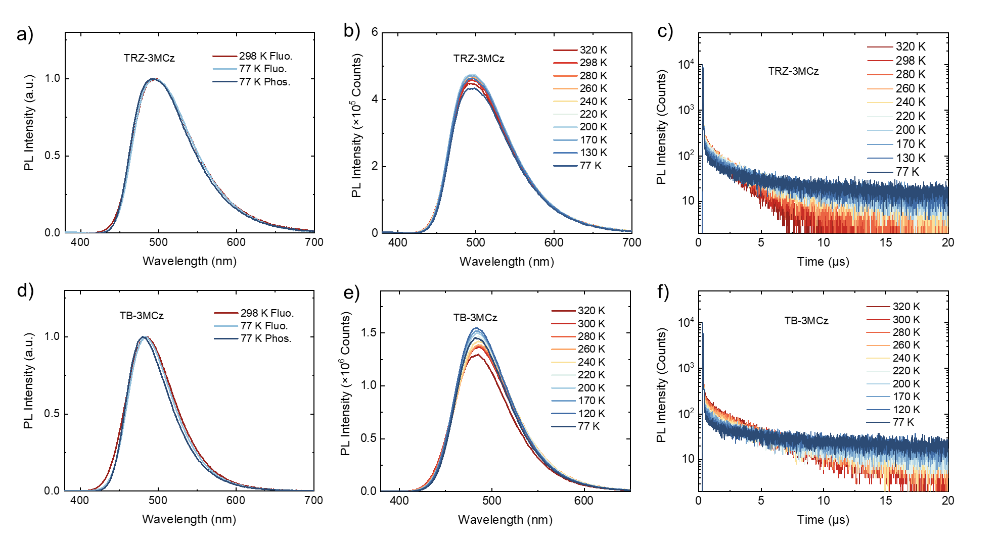 a)
TRZ-3MCz
298 K Fluo.
77 K Fluo.
77 K Phos.
PL Intensity (a.u.)
1.0
0.5
0.0
400 500 600 700
Wavelength (nm)
b)
TRZ-3MCz
320 K
298 K
280 K
260 K
240 K
220 K
200 K
170 K
130 K
77 K
PL Intensity (×10⁵ Counts)
6
4
2
0
400 500 600 700
Wavelength (nm)
c)
TRZ-3MCz
320 K
298 K
280 K
260 K
240 K
220 K
200 K
170 K
130 K
77 K
PL Intensity (Counts)
10⁴
10³
10²
10
0 5 10 15 20
Time (µs)
d)
TB-3MCz
298 K Fluo.
77 K Fluo.
77 K Phos.
PL Intensity (a.u.)
1.0
0.5
0.0
400 500 600 700
Wavelength (nm)
e)
TB-3MCz
320 K
300 K
280 K
260 K
240 K
220 K
200 K
170 K
120 K
77 K
PL Intensity (×10⁶ Counts)
1.5
1.0
0.5
0.0
400 500 600
Wavelength (nm)
f)
TB-3MCz
320 K
300 K
280 K
260 K
240 K
220 K
200 K
170 K
120 K
77 K
PL Intensity (Counts)
10⁴
10³
10²
10
0 5 10 15 20
Time (µs)